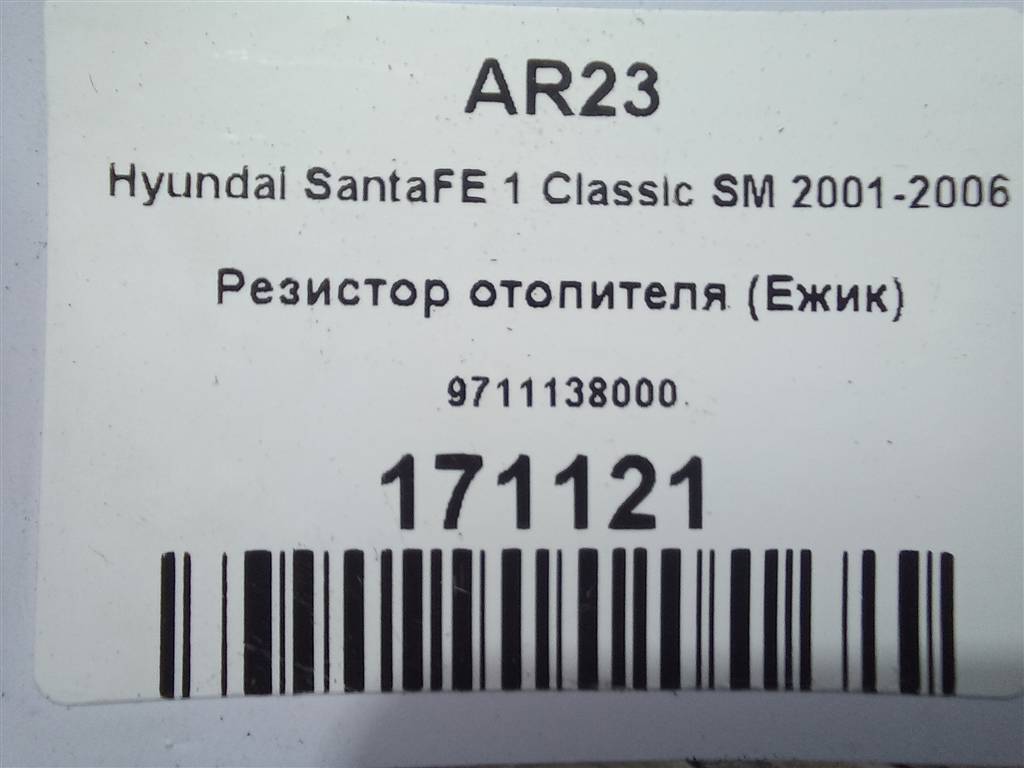 AR23
Hyundai SantaFE 1 Classic SM 2001-2006
Резистор отопителя (Ежик)
9711138000
171121